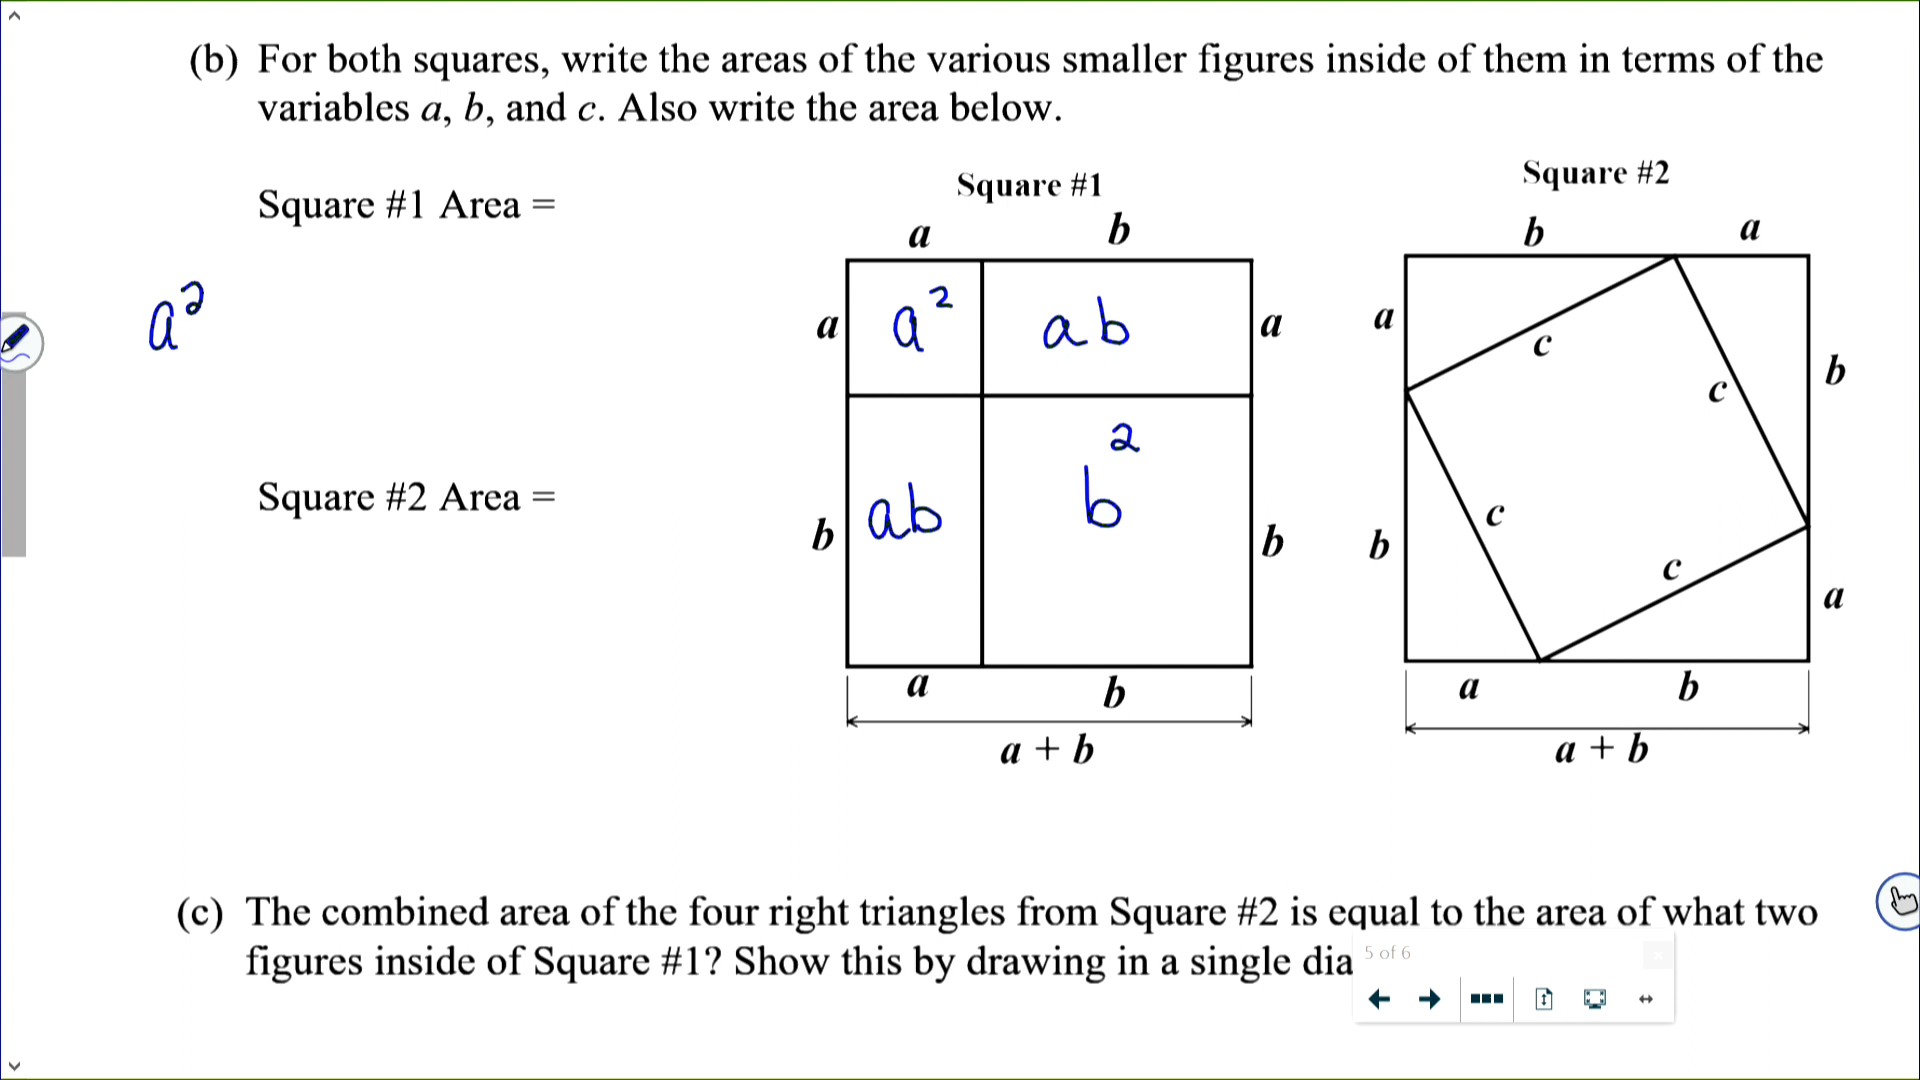 (b) For both squares, write the areas of the various smaller figures inside of them in terms of the
variables a, b, and c. Also write the area below.
Square #1 Area =
a²
Square #2 Area =
Square #1
a b
a a² ab a
b ab b² b
a b
a + b
Square #2
b a
a c b
c
c
b c a
a b
a + b
(c) The combined area of the four right triangles from Square #2 is equal to the area of what two
figures inside of Square #1? Show this by drawing in a single dia
5 of 6